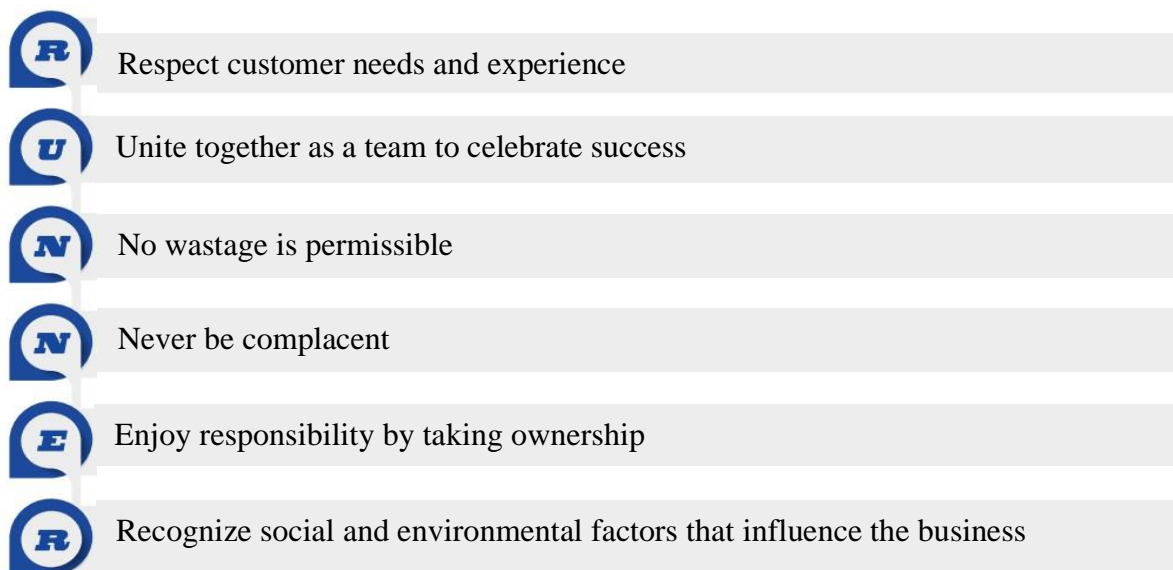 R Respect customer needs and experience
U Unite together as a team to celebrate success
N No wastage is permissible
N Never be complacent
E Enjoy responsibility by taking ownership
R Recognize social and environmental factors that influence the business